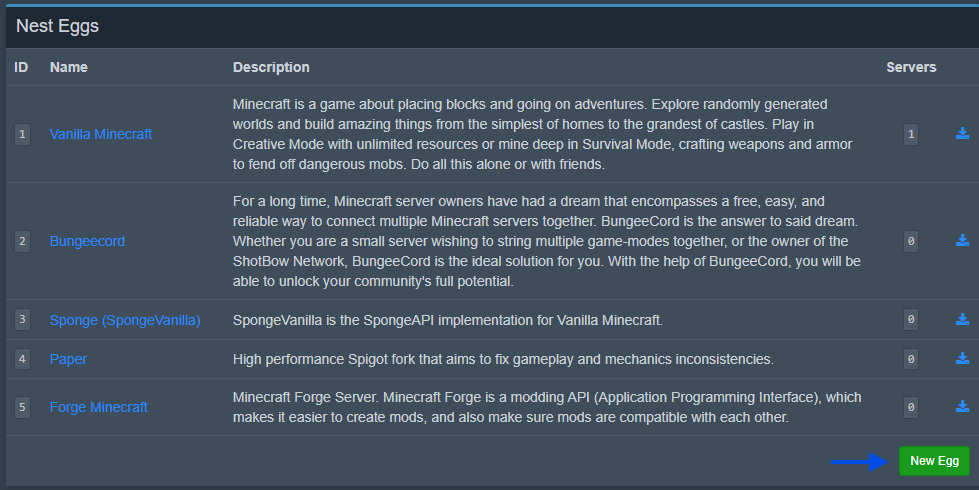 Nest Eggs
ID Name Description Servers
1 Vanilla Minecraft Minecraft is a game about placing blocks and going on adventures. Explore randomly generated
worlds and build amazing things from the simplest of homes to the grandest of castles. Play in
Creative Mode with unlimited resources or mine deep in Survival Mode, crafting weapons and armor
to fend off dangerous mobs. Do all this alone or with friends. 1
2 Bungeecord For a long time, Minecraft server owners have had a dream that encompasses a free, easy, and
reliable way to connect multiple Minecraft servers together. BungeeCord is the answer to said dream.
Whether you are a small server wishing to string multiple game-modes together, or the owner of the
ShotBow Network, BungeeCord is the ideal solution for you. With the help of BungeeCord, you will be
able to unlock your community's full potential. 0
3 Sponge (SpongeVanilla) SpongeVanilla is the SpongeAPI implementation for Vanilla Minecraft. 0
4 Paper High performance Spigot fork that aims to fix gameplay and mechanics inconsistencies. 0
5 Forge Minecraft Minecraft Forge Server. Minecraft Forge is a modding API (Application Programming Interface), which
makes it easier to create mods, and also make sure mods are compatible with each other. 0
New Egg